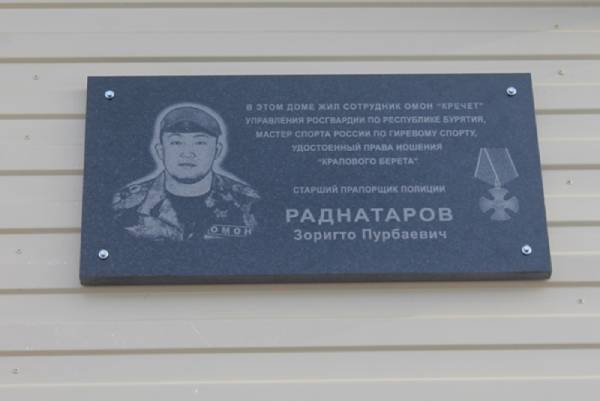 В ЭТОМ ДОМЕ ЖИЛ СОТРУДНИК ОМОН "КРЕЧЕТ"
УПРАВЛЕНИЯ РОСГВАРДИИ ПО РЕСПУБЛИКЕ БУРЯТИЯ,
МАСТЕР СПОРТА РОССИИ ПО ГИРЕВОМУ СПОРТУ,
УДОСТОЕННЫЙ ПРАВА НОШЕНИЯ
"КРАПОВОГО БЕРЕТА"
СТАРШИЙ ПРАПОРЩИК ПОЛИЦИИ
РАДНАТАРОВ
Зоригто Пурбаевич
ОМОН